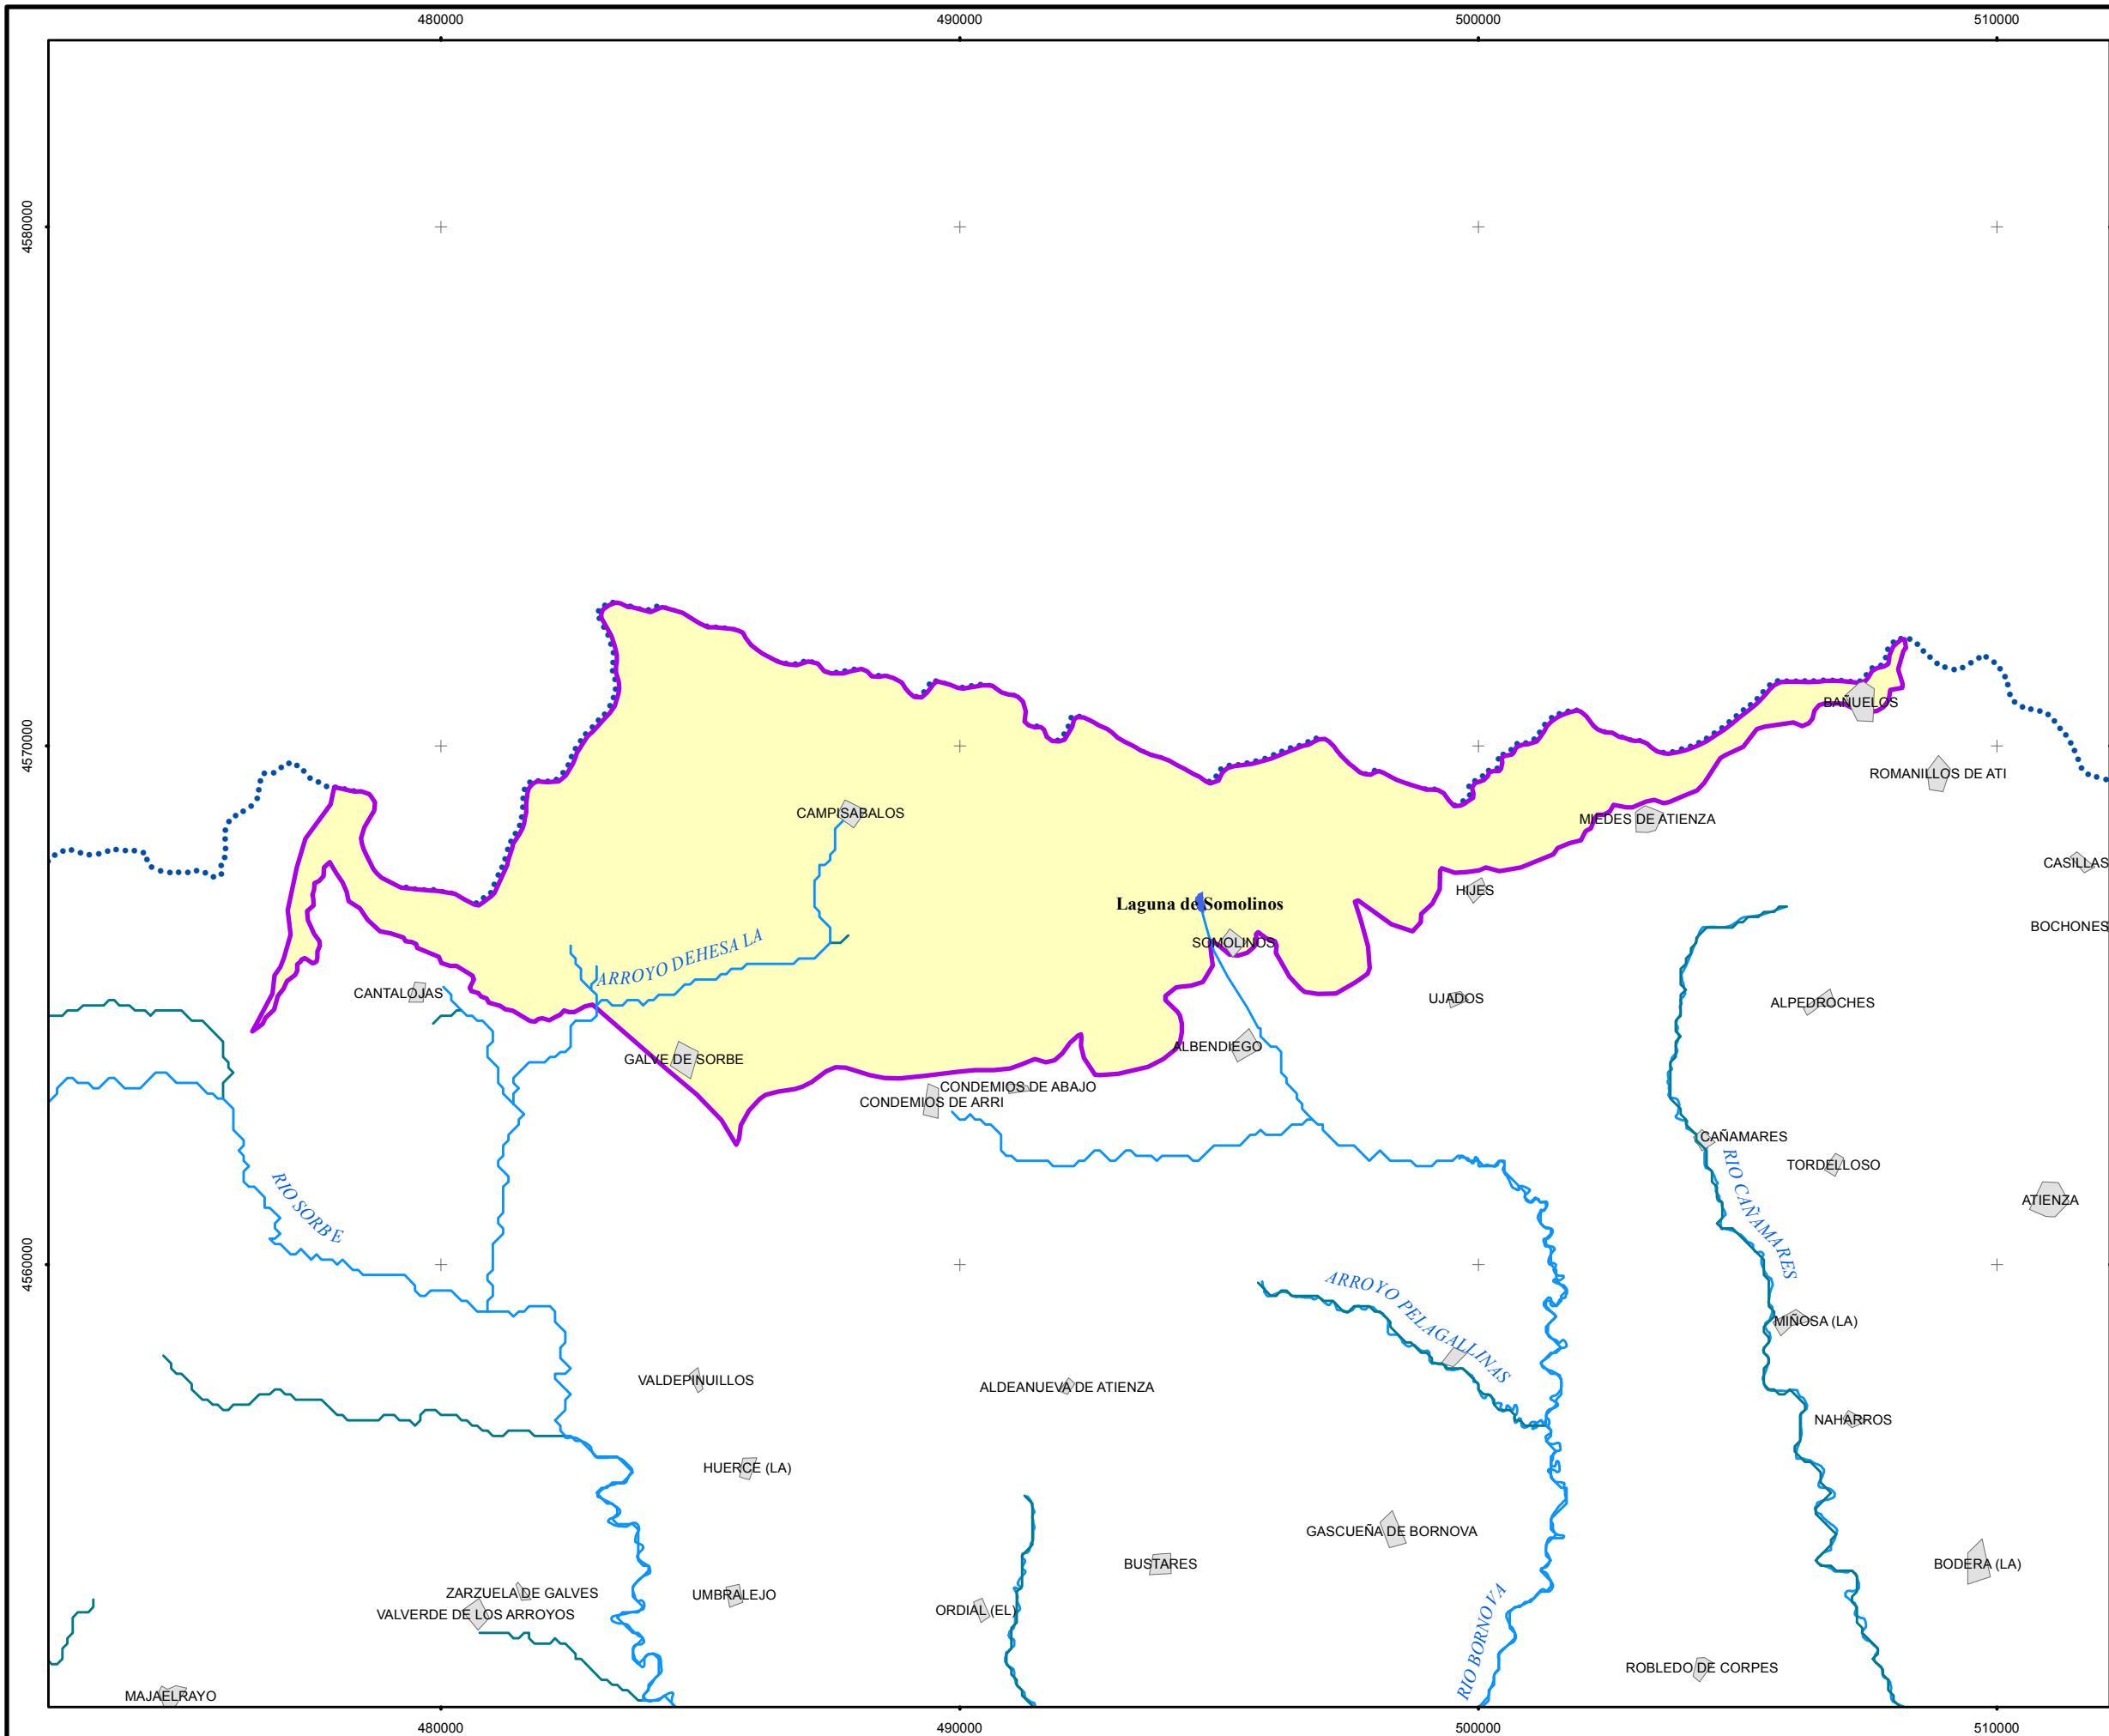 480000
490000
500000
510000
4580000
4570000
BAÑUELOS
ROMANILLOS DE ATI
CAMPISABALOS
MIEDES DE ATIENZA
CASILLAS
HIJES
Laguna de Somolinos
BOCHONES
SOMOLINOS
ARROYO DEHESA LA
CANTALOJAS
UJADOS
ALPEDROCHES
ALBENDIEGO
GALVE DE SORBE
CONDEMIOS DE ABAJO
CONDEMIOS DE ARRI
CAÑAMARES
TORDELLOSO
RIO SORBE
RIO CAÑAMARES
ATIENZA
4560000
ARROYO PELAGALLINAS
MIÑOSA (LA)
VALDEPINUILLOS
ALDEANUEVA DE ATIENZA
NAHARROS
HUERCE (LA)
GASCUEÑA DE BORNOVA
BUSTARES
BODERA (LA)
ZARZUELA DE GALVES
UMBRALEJO
VALVERDE DE LOS ARROYOS
ORDIAL (EL)
RIO BORNOVA
ROBLEDO DE CORPES
MAJAELRAYO
480000
490000
500000
510000